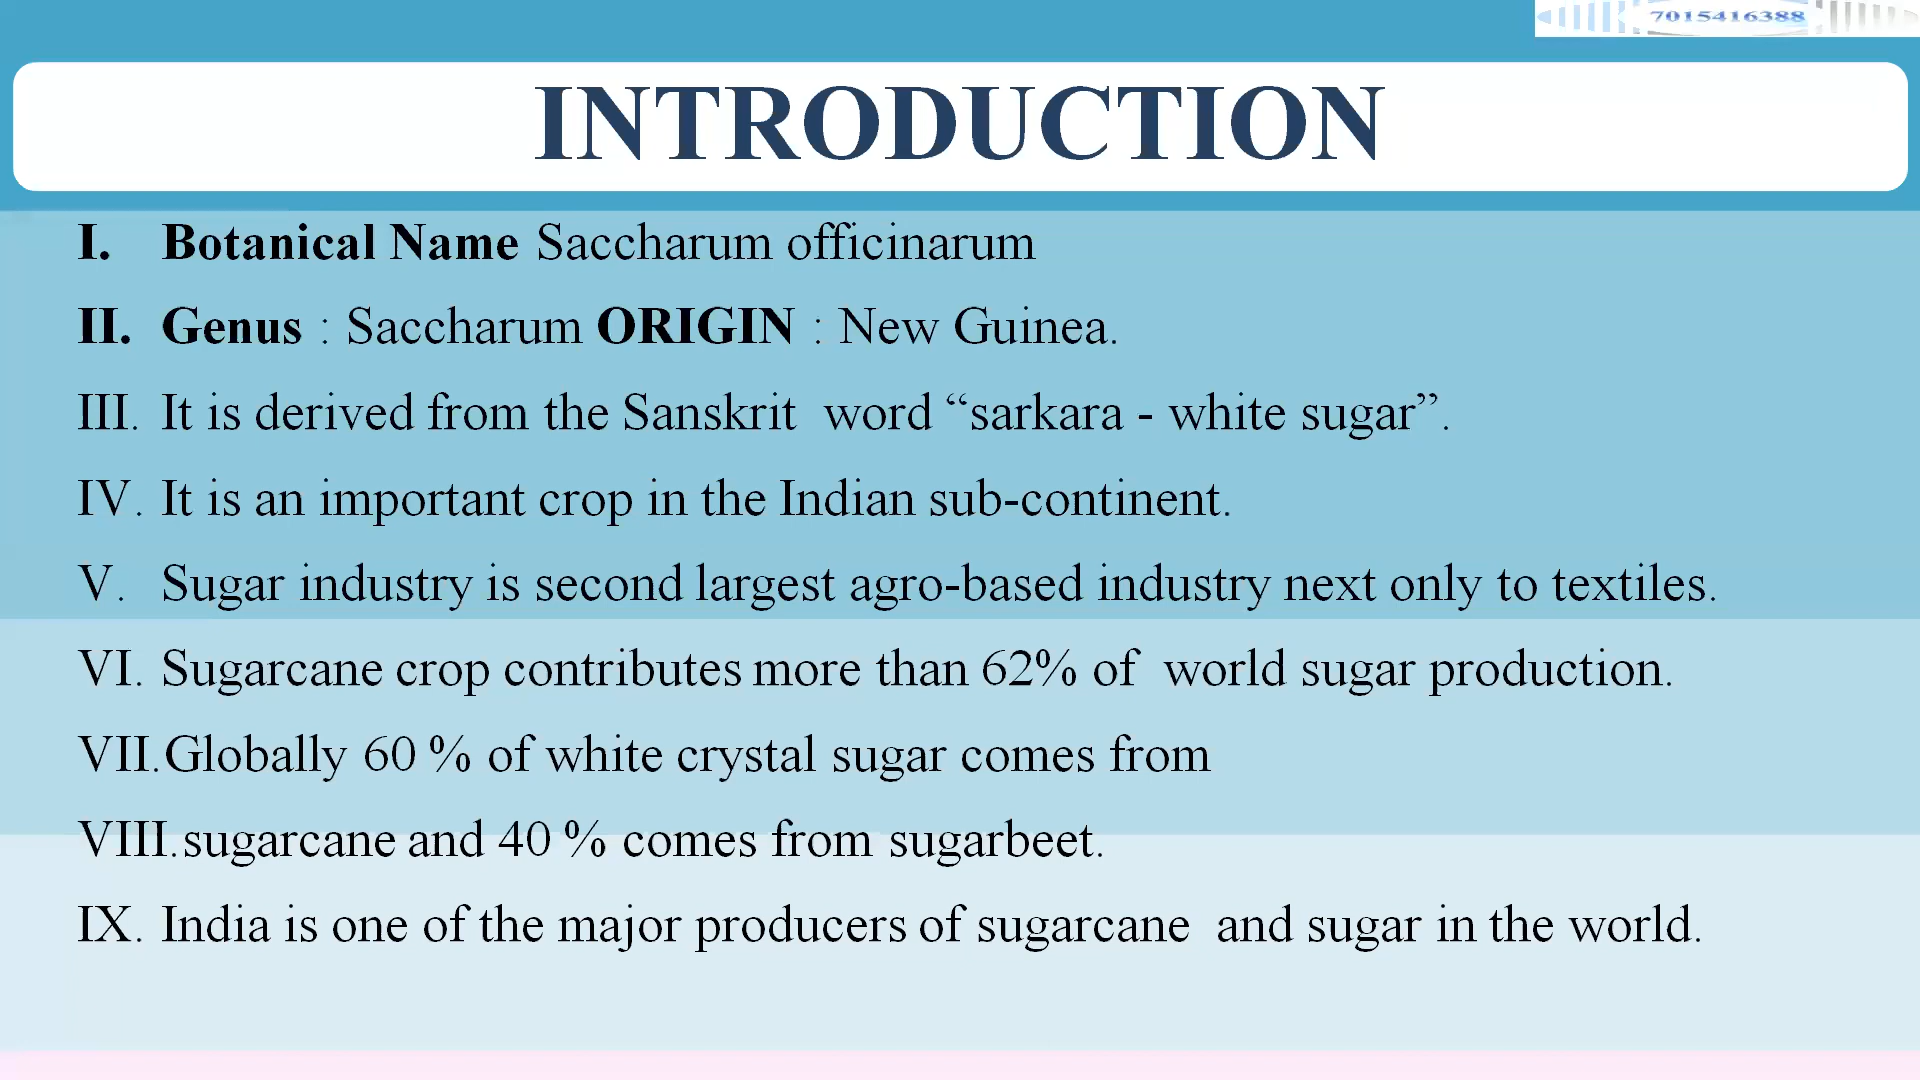 7015416388
INTRODUCTION
I. Botanical Name Saccharum officinarum
II. Genus : Saccharum ORIGIN : New Guinea.
III. It is derived from the Sanskrit word “sarkara - white sugar”.
IV. It is an important crop in the Indian sub-continent.
V. Sugar industry is second largest agro-based industry next only to textiles.
VI. Sugarcane crop contributes more than 62% of world sugar production.
VII. Globally 60 % of white crystal sugar comes from
VIII. sugarcane and 40 % comes from sugarbeet.
IX. India is one of the major producers of sugarcane and sugar in the world.